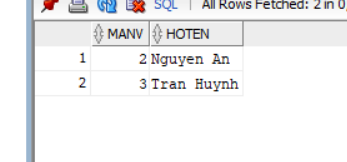 SQL | All Rows Fetched: 2 in 0,
MANV HOTEN
1 2 Nguyen An
2 3 Tran Huynh